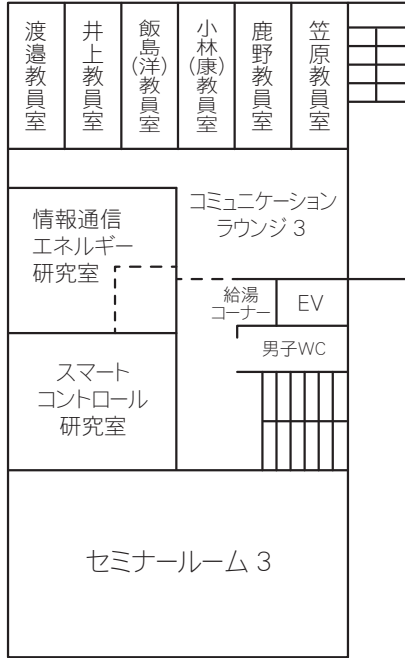 渡邉教員室
井上教員室
飯島(洋)教員室
小林(康)教員室
鹿野教員室
笠原教員室
コミュニケーション
ラウンジ 3
情報通信
エネルギー
研究室
給湯
コーナー
EV
男子WC
スマート
コントロール
研究室
セミナールーム 3